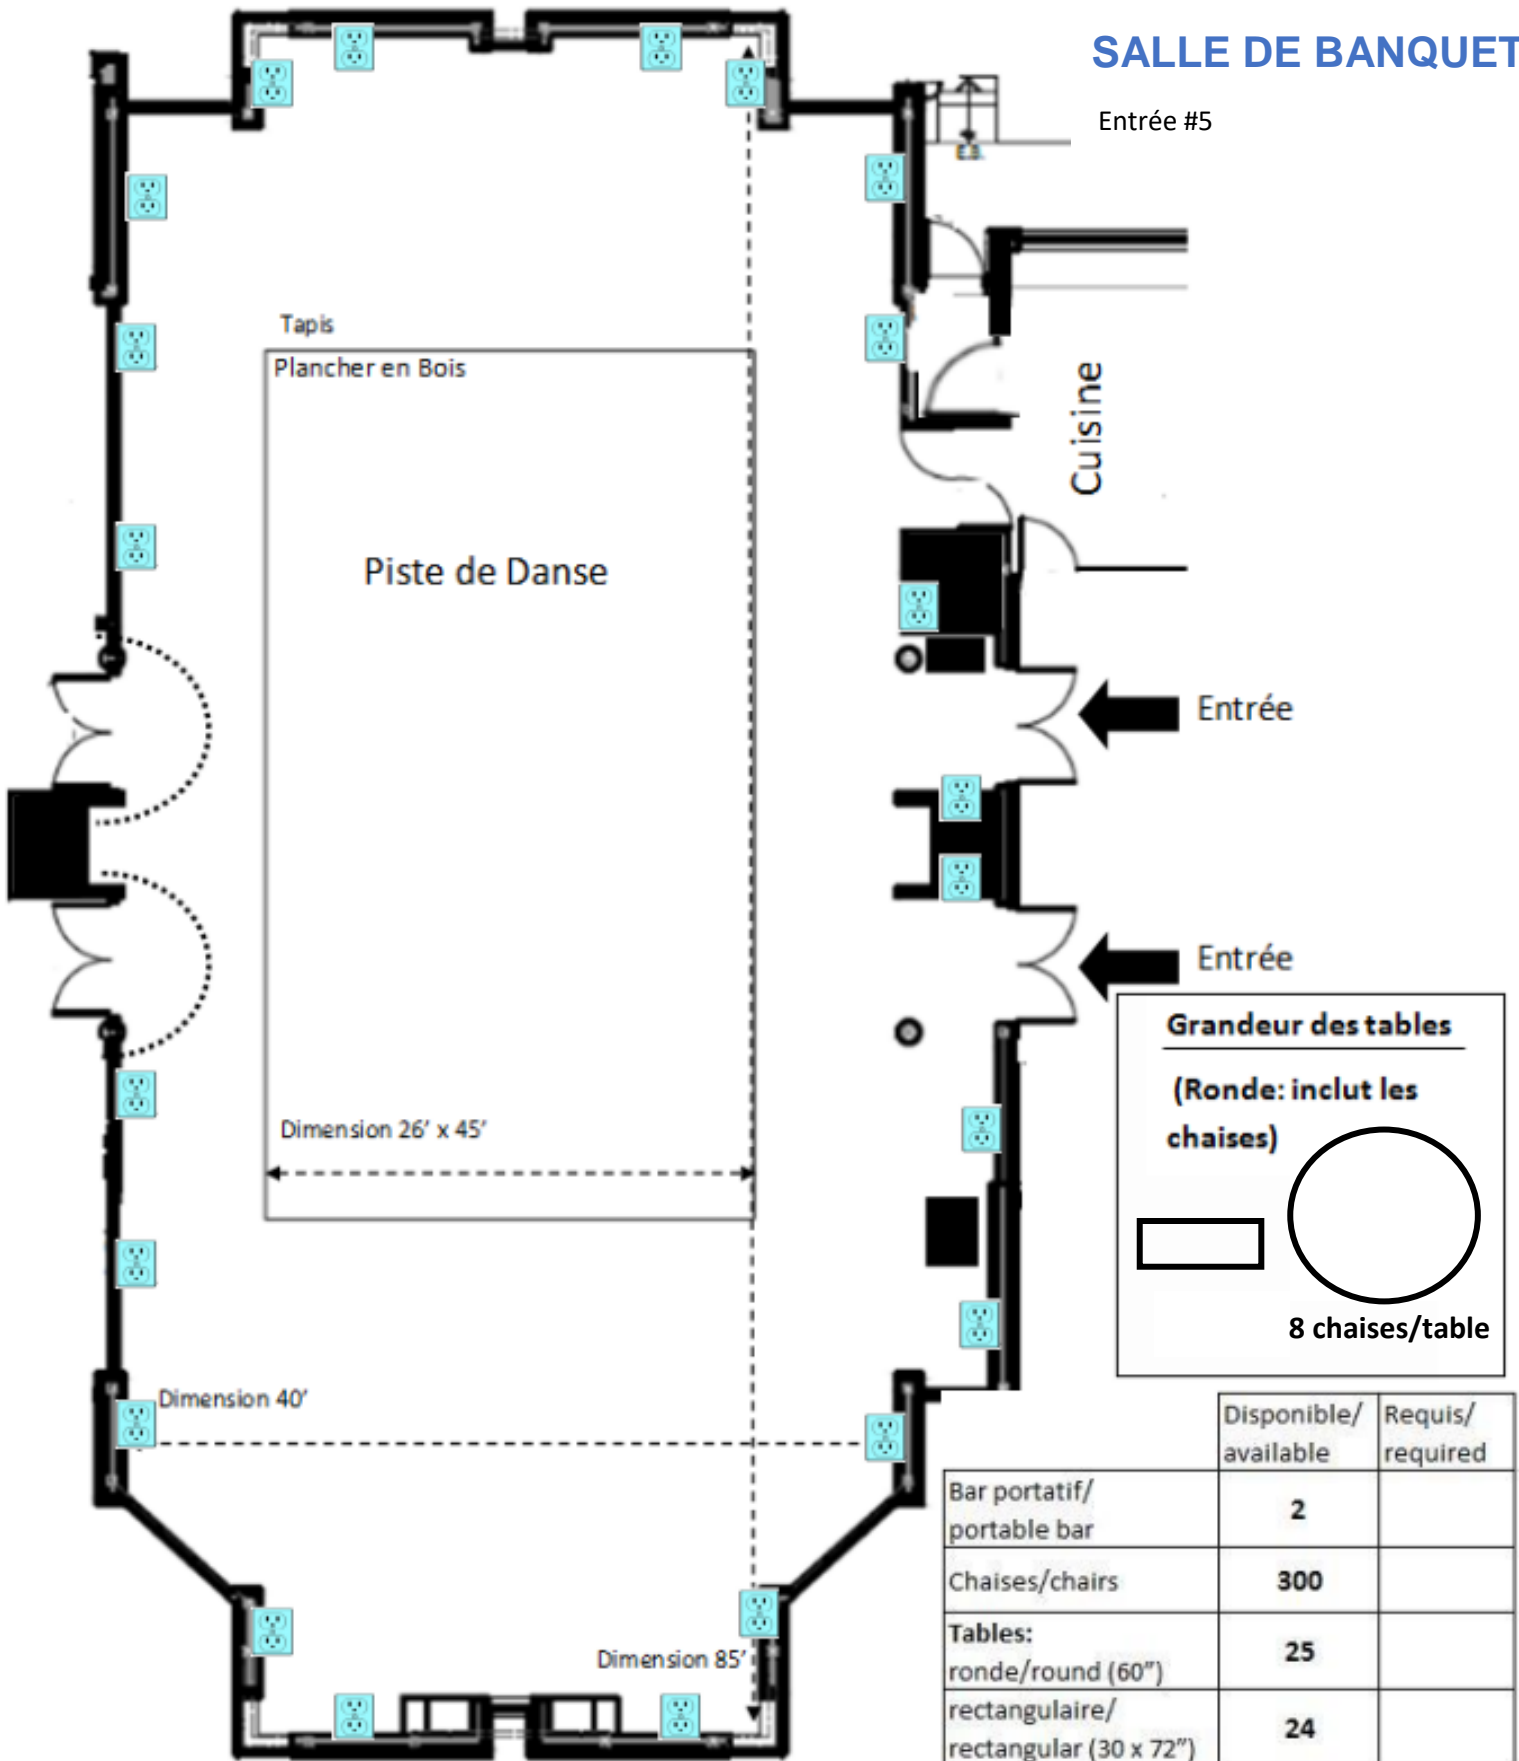 SALLE DE BANQUET
Entrée #5
E.S.
Tapis
Plancher en Bois
Cuisine
Piste de Danse
Entrée
Entrée
Grandeur des tables
(Ronde: inclut les
chaises)
8 chaises/table
Dimension 26’ x 45’
Dimension 40’
Dimension 85’
Disponible/
available
Requis/
required
Bar portatif/
portable bar
2
Chaises/chairs
300
Tables:
ronde/round (60”)
25
rectangulaire/
rectangular (30 x 72”)
24